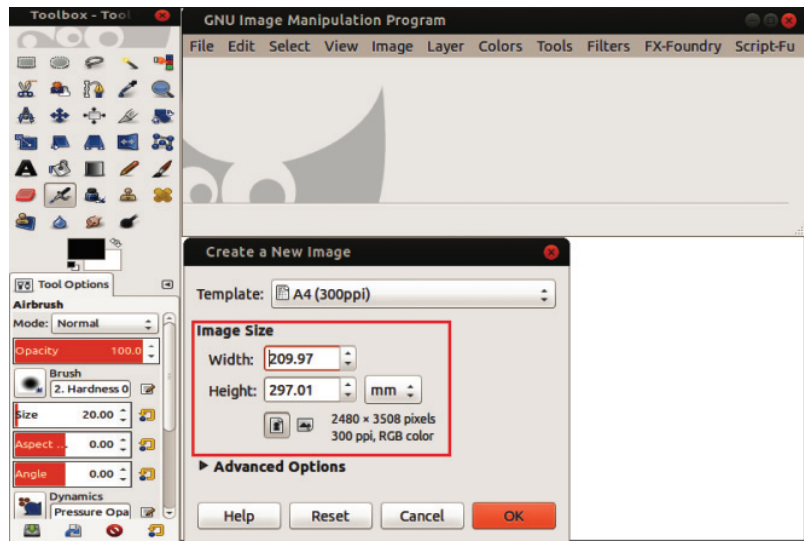 Toolbox - Tool
GNU Image Manipulation Program
File Edit Select View Image Layer Colors Tools Filters FX-Foundry Script-Fu
Tool Options
Airbrush
Mode: Normal
Opacity 100.0
Brush
2. Hardness 0
Size 20.00
Aspect ... 0.00
Angle 0.00
Dynamics
Pressure Opa
Create a New Image
Template: A4 (300ppi)
Image Size
Width: 209.97
Height: 297.01 mm
2480 × 3508 pixels
300 ppi, RGB color
Advanced Options
Help Reset Cancel OK